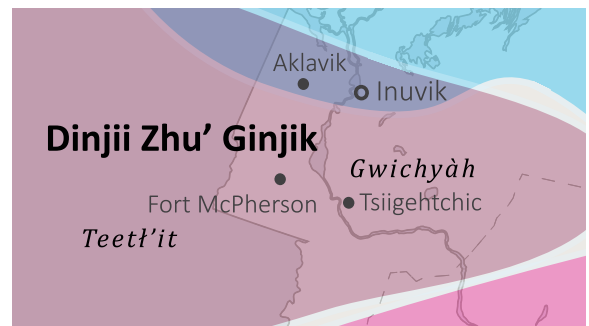 Aklavik
Inuvik
Dinjii Zhu’ Ginjik
Gwichyàh
Fort McPherson
Tsiigehtchic
Teetł’it